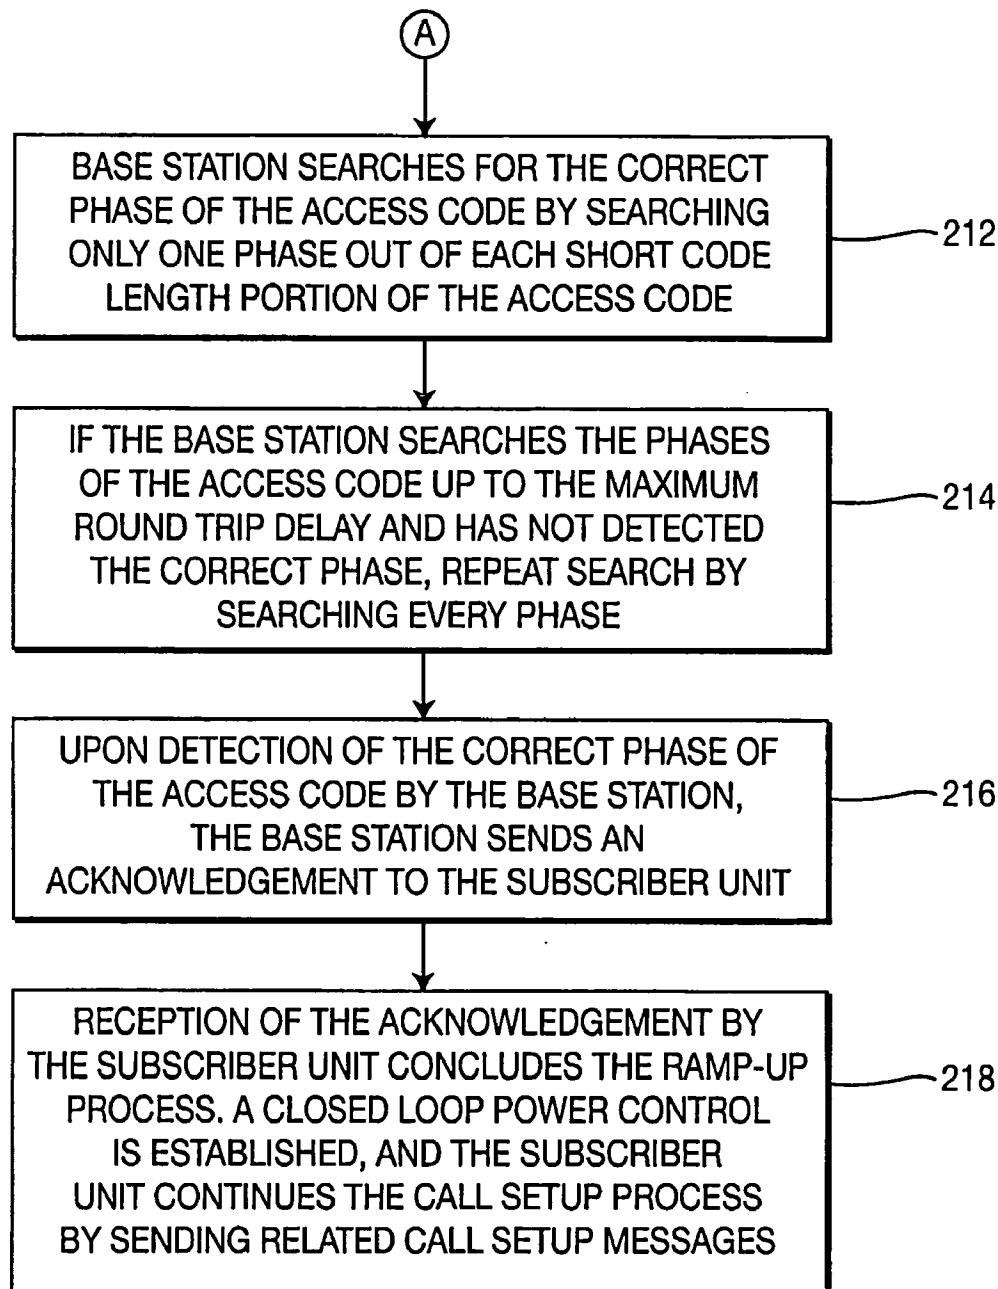 A
BASE STATION SEARCHES FOR THE CORRECT
PHASE OF THE ACCESS CODE BY SEARCHING
ONLY ONE PHASE OUT OF EACH SHORT CODE
LENGTH PORTION OF THE ACCESS CODE
212
IF THE BASE STATION SEARCHES THE PHASES
OF THE ACCESS CODE UP TO THE MAXIMUM
ROUND TRIP DELAY AND HAS NOT DETECTED
THE CORRECT PHASE, REPEAT SEARCH BY
SEARCHING EVERY PHASE
214
UPON DETECTION OF THE CORRECT PHASE OF
THE ACCESS CODE BY THE BASE STATION,
THE BASE STATION SENDS AN
ACKNOWLEDGEMENT TO THE SUBSCRIBER UNIT
216
RECEPTION OF THE ACKNOWLEDGEMENT BY
THE SUBSCRIBER UNIT CONCLUDES THE RAMP-UP
PROCESS. A CLOSED LOOP POWER CONTROL
IS ESTABLISHED, AND THE SUBSCRIBER
UNIT CONTINUES THE CALL SETUP PROCESS
BY SENDING RELATED CALL SETUP MESSAGES
218